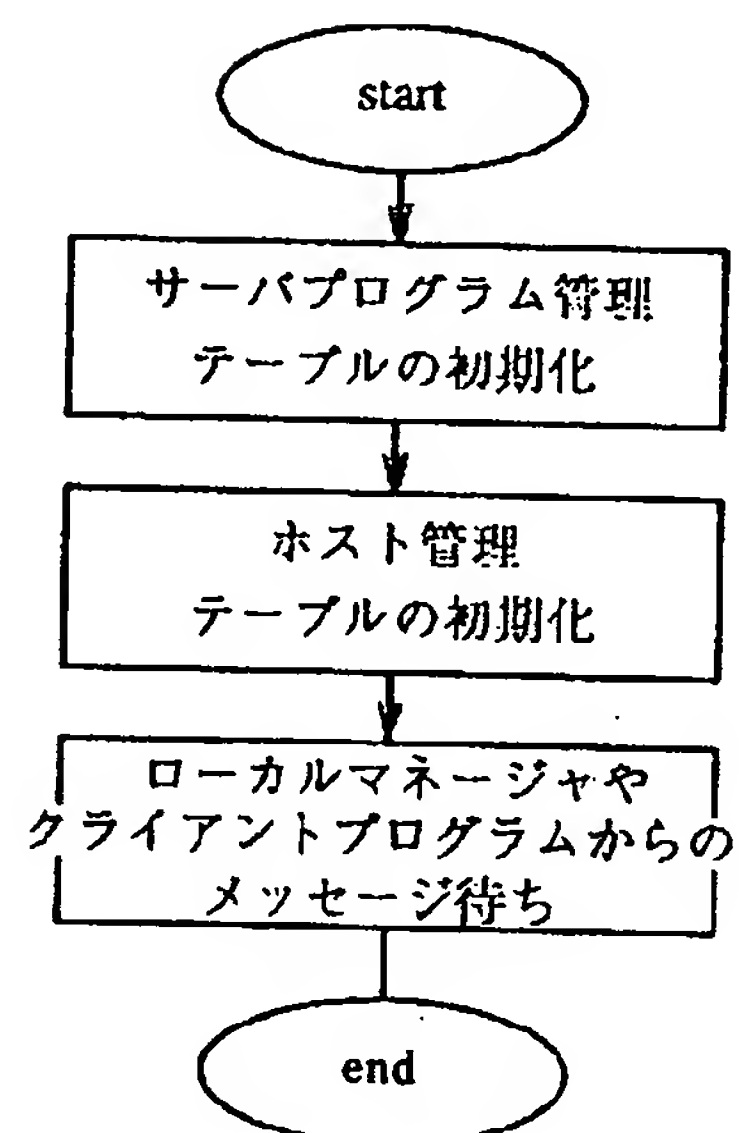 start
サーバプログラム管理
テーブルの初期化
ホスト管理
テーブルの初期化
ローカルマネージャや
クライアントプログラムからの
メッセージ待ち
end